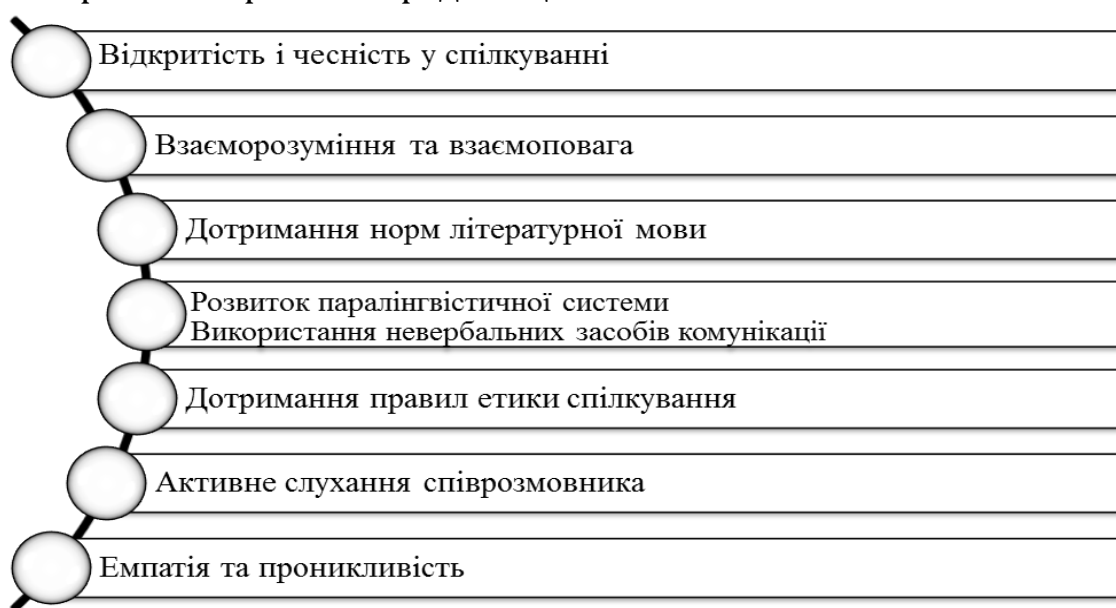 Відкритість і чесність у спілкуванні
Взаєморозуміння та взаємоповага
Дотримання норм літературної мови
Розвиток паралінгвістичної системи
Використання невербальних засобів комунікації
Дотримання правил етики спілкування
Активне слухання співрозмовника
Емпатія та проникливість